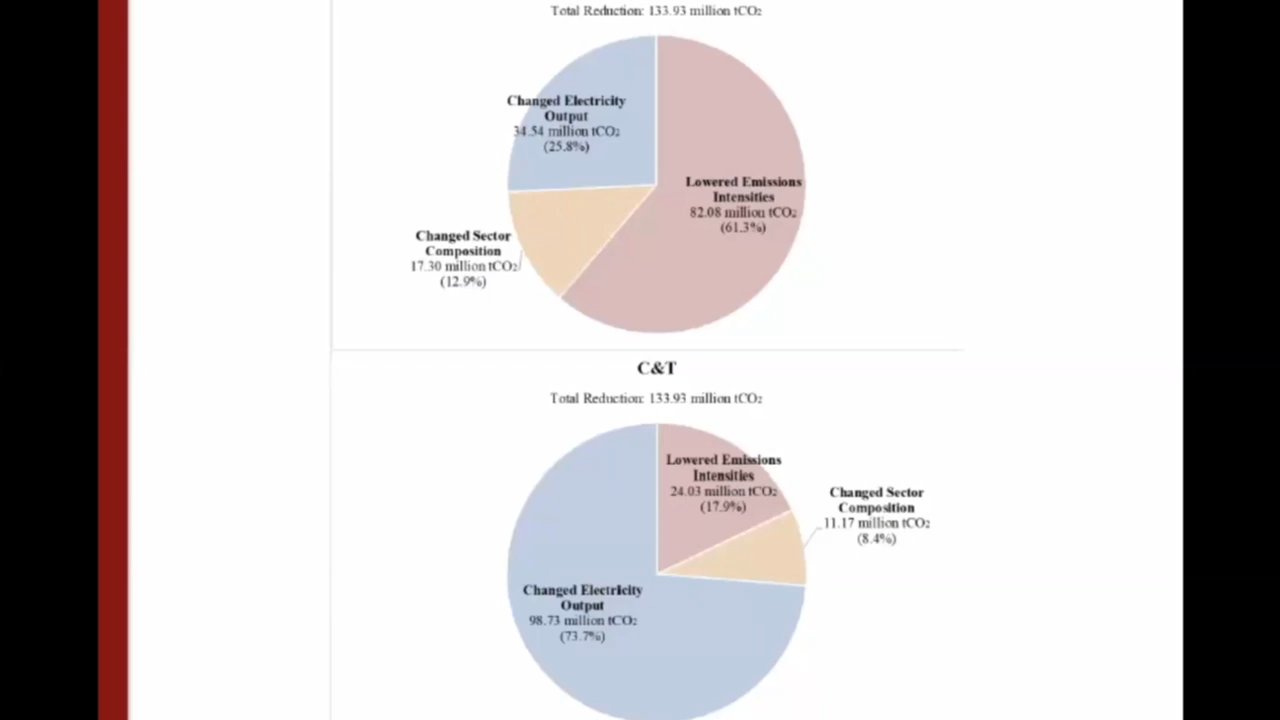 Total Reduction: 133.93 million tCO₂
Changed Electricity
Output
34.54 million tCO₂
(25.8%)
Lowered Emissions
Intensities
82.08 million tCO₂
(61.3%)
Changed Sector
Composition
17.30 million tCO₂
(12.9%)
C&T
Total Reduction: 133.93 million tCO₂
Lowered Emissions
Intensities
24.03 million tCO₂
(17.9%)
Changed Sector
Composition
11.17 million tCO₂
(8.4%)
Changed Electricity
Output
98.73 million tCO₂
(73.7%)